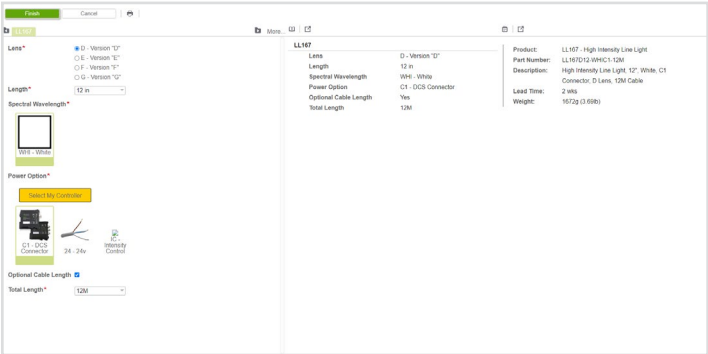 Finish
Cancel
LL167
More...
Lens*
D - Version "D"
E - Version "E"
F - Version "F"
G - Version "G"
Length*
12 in
Spectral Wavelength*
WHI - White
Power Option*
Select My Controller
C1 - DCS
Connector
24 - 24v
IC -
Intensity
Control
Optional Cable Length
Total Length*
12M
LL167
Lens D - Version "D"
Length 12 in
Spectral Wavelength WHI - White
Power Option C1 - DCS Connector
Optional Cable Length Yes
Total Length 12M
Product: LL167 - High Intensity Line Light
Part Number: LL167D12-WHIC1-12M
Description: High Intensity Line Light, 12", White, C1
Connector, D Lens, 12M Cable
Lead Time: 2 wks
Weight: 1672g (3.69lb)